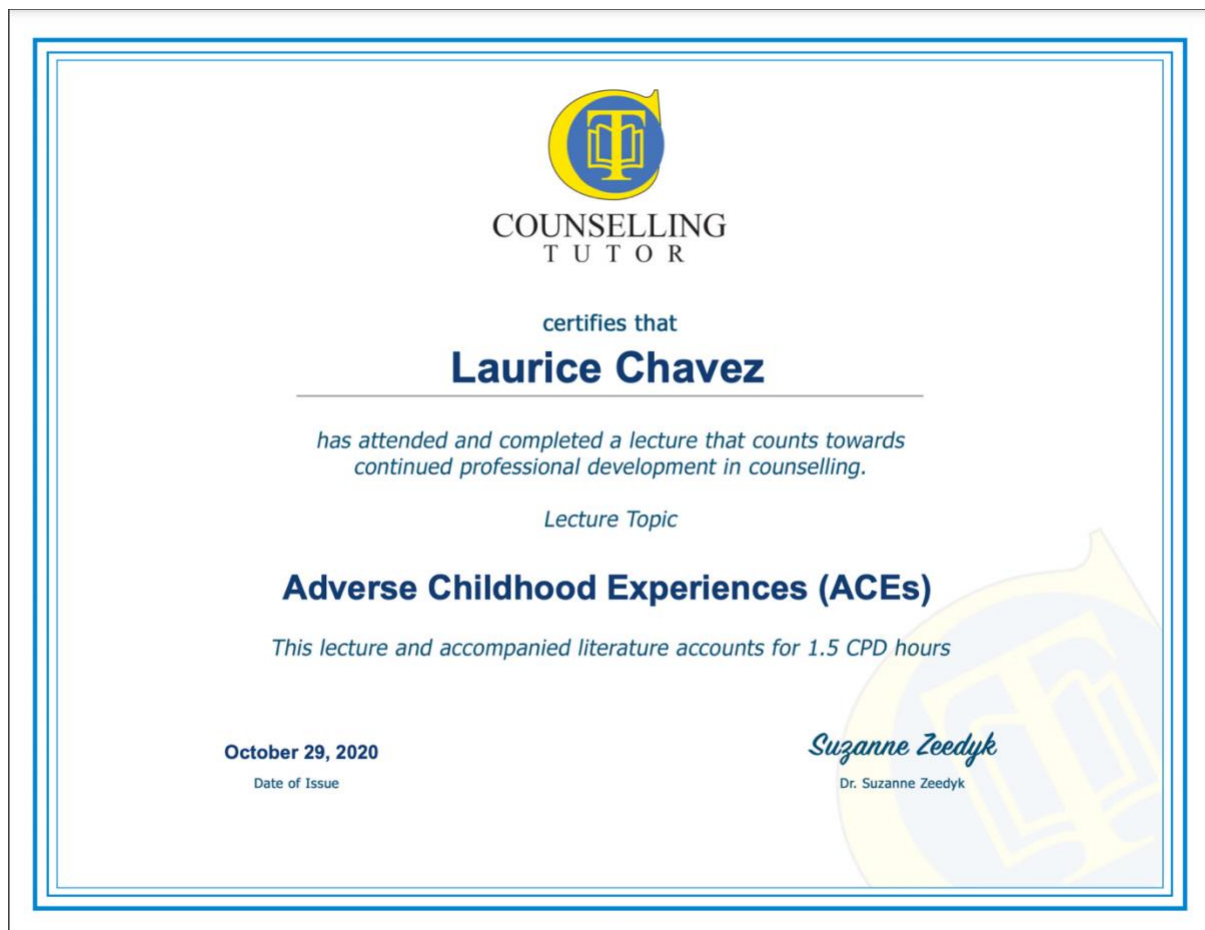 COUNSELLING
TUTOR
certifies that
Laurice Chavez
has attended and completed a lecture that counts towards
continued professional development in counselling.
Lecture Topic
Adverse Childhood Experiences (ACEs)
This lecture and accompanied literature accounts for 1.5 CPD hours
October 29, 2020
Date of Issue
Suzanne Zeedyk
Dr. Suzanne Zeedyk